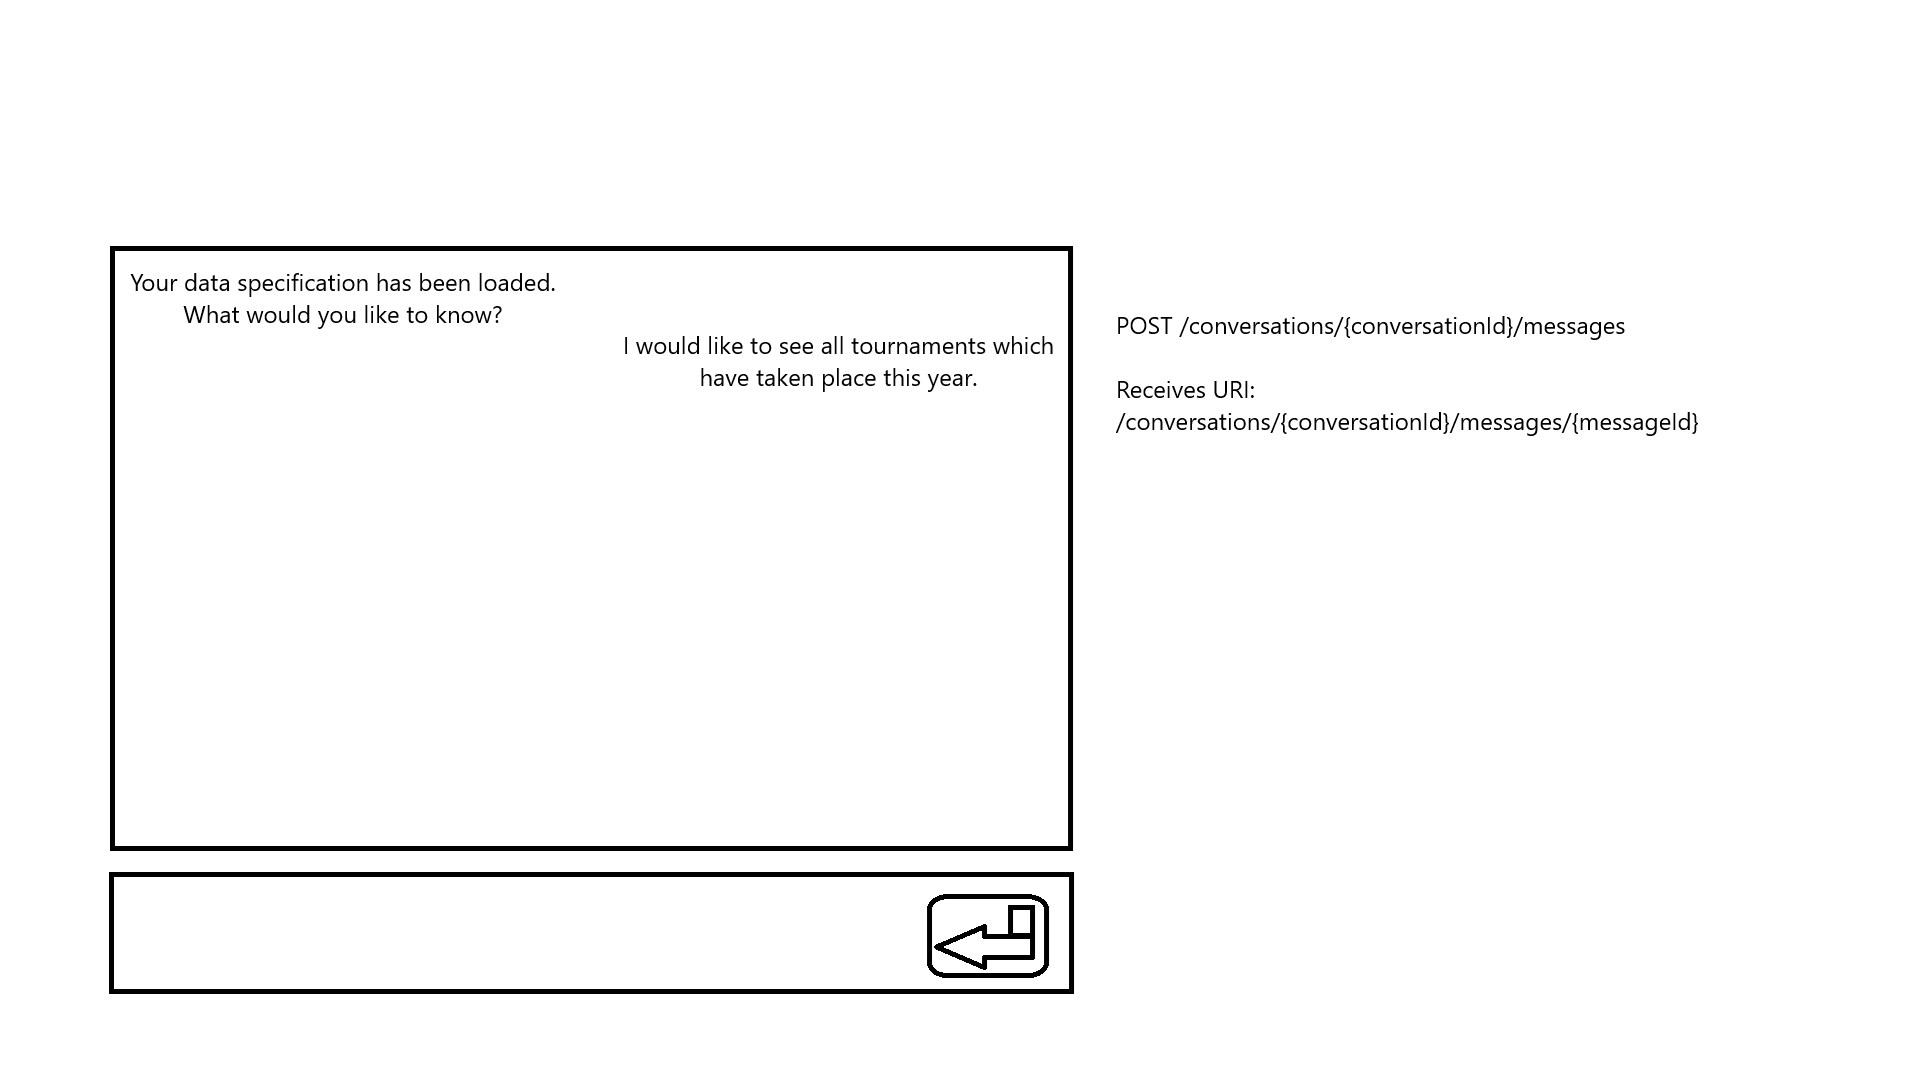 Your data specification has been loaded.
What would you like to know?
I would like to see all tournaments which
have taken place this year.
POST /conversations/{conversationId}/messages
Receives URI:
/conversations/{conversationId}/messages/{messageId}